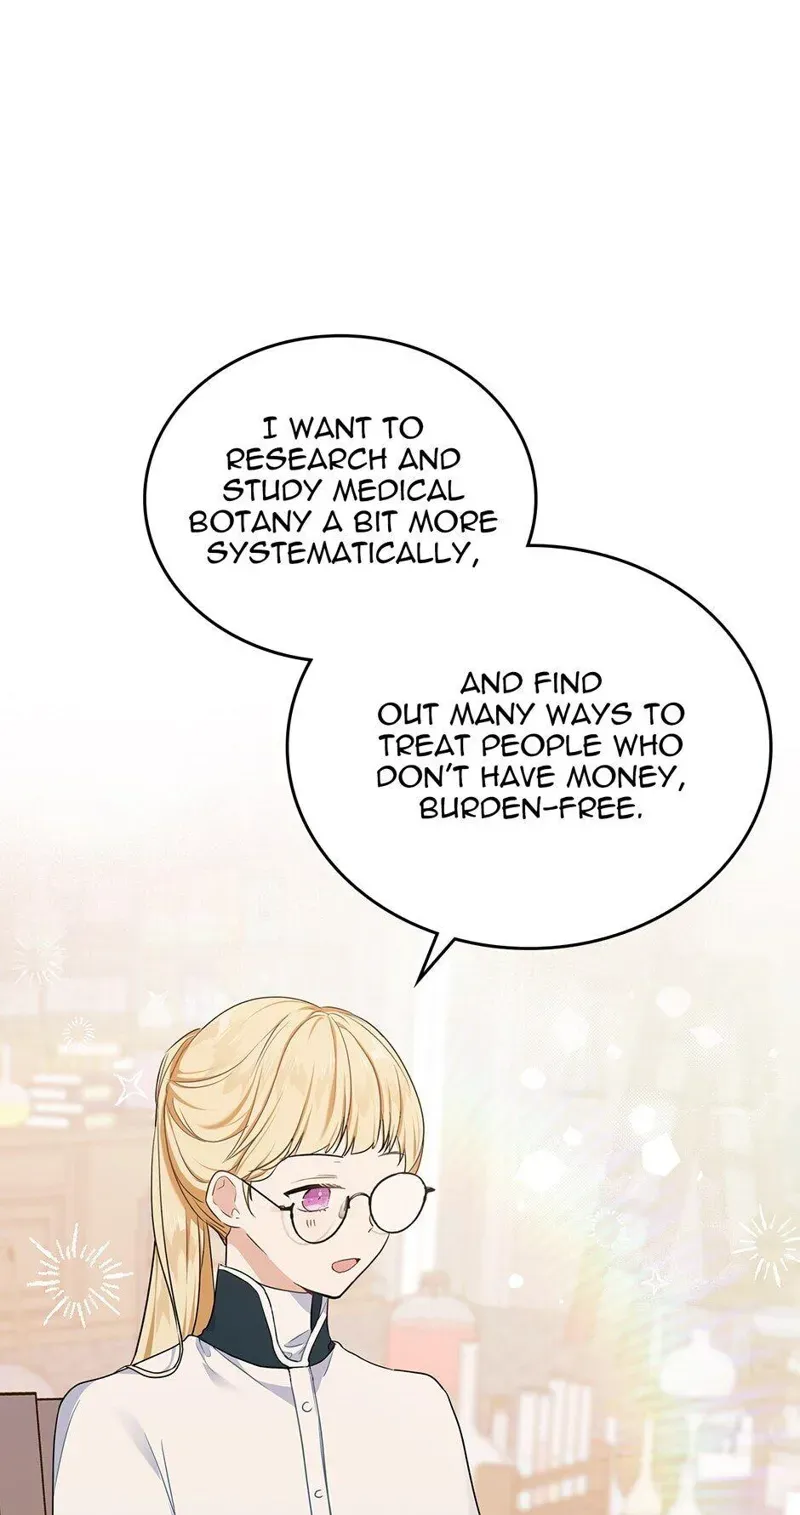 I WANT TO
RESEARCH AND
STUDY MEDICAL
BOTANY A BIT MORE
SYSTEMATICALLY,
AND FIND
OUT MANY WAYS TO
TREAT PEOPLE WHO
DON'T HAVE MONEY,
BURDEN-FREE.